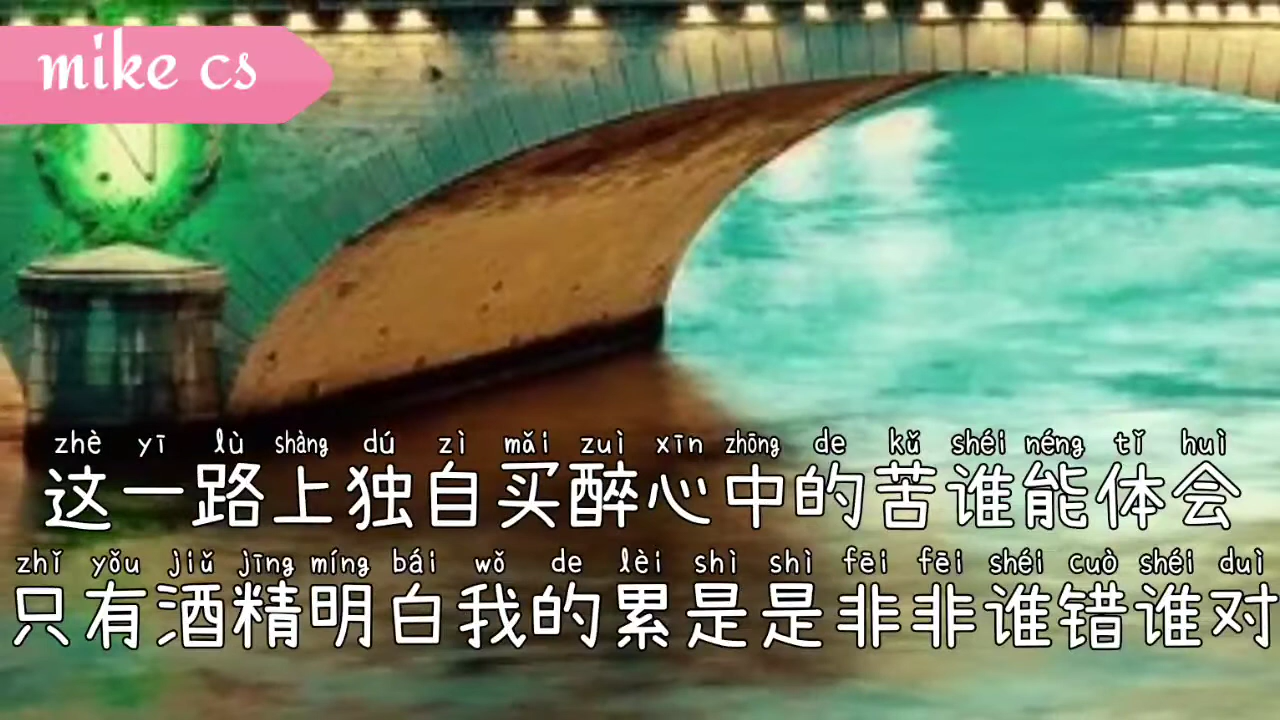 mike cs
zhè yī lù shàng dú zì mǎi zuì xīn zhōng de kǔ shéi néng tǐ huì
这一路上独自买醉心中的苦谁能体会
zhǐ yǒu jiǔ jīng míng bái wǒ de lèi shì shì fēi fēi shéi cuò shéi duì
只有酒精明白我的累是是非非谁错谁对